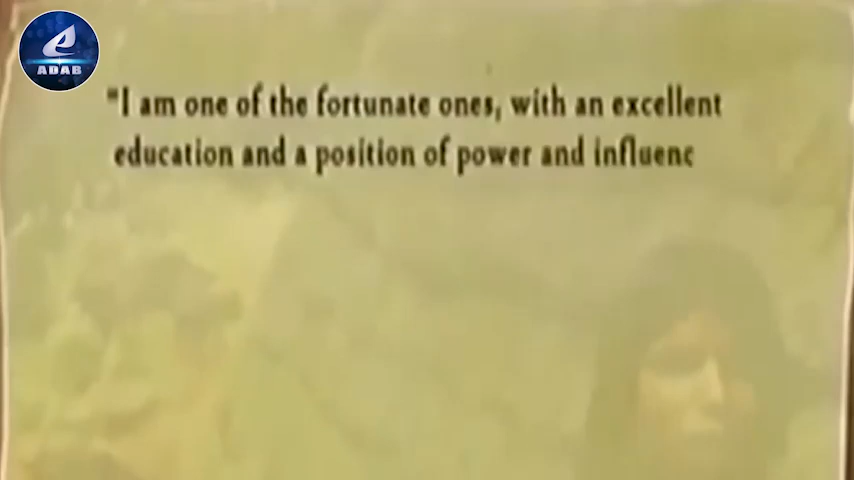 e
ADAB
"I am one of the fortunate ones, with an excellent
education and a position of power and influenc